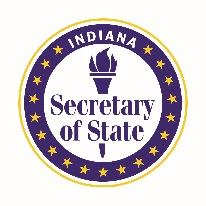 INDIANA
Secretary
of State